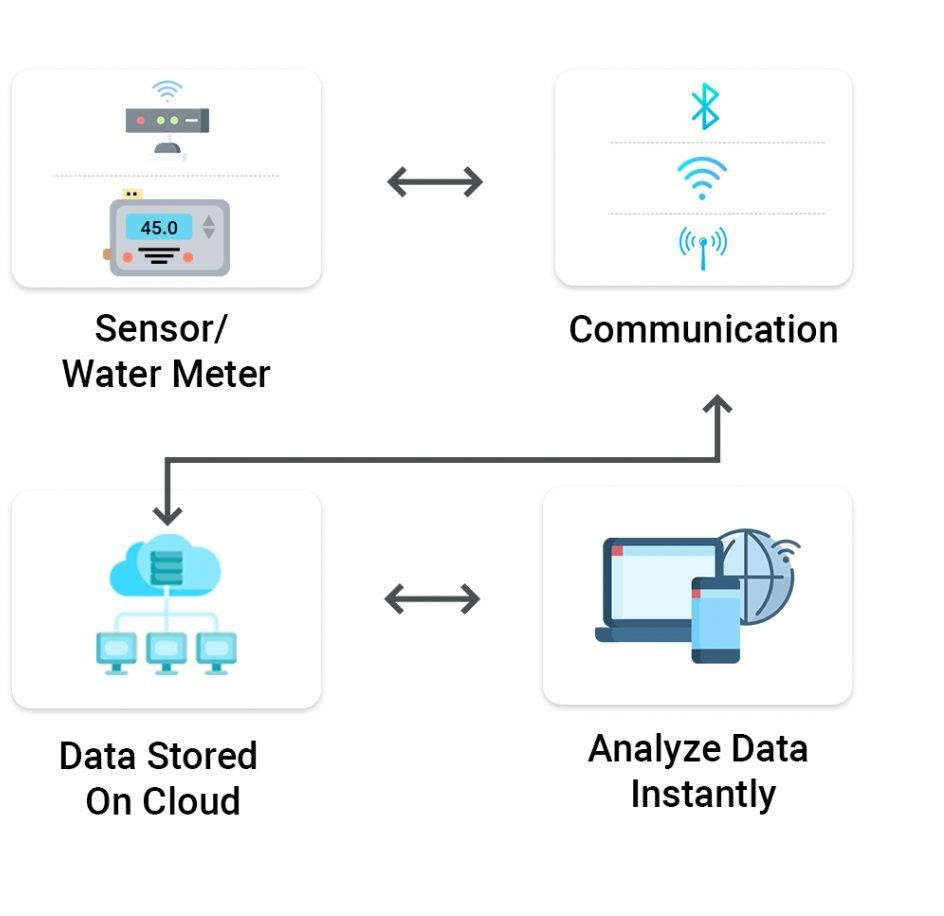 45.0
Sensor/
Water Meter
Communication
Data Stored
On Cloud
Analyze Data
Instantly